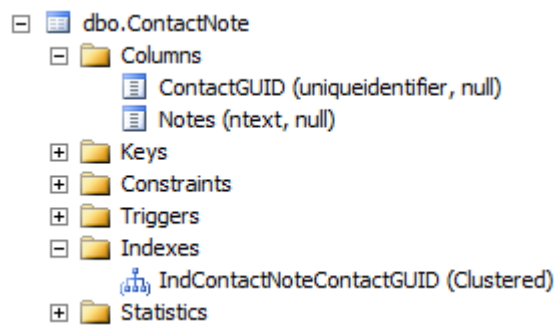 dbo.ContactNote
Columns
ContactGUID (uniqueidentifier, null)
Notes (ntext, null)
Keys
Constraints
Triggers
Indexes
IndContactNoteContactGUID (Clustered)
Statistics